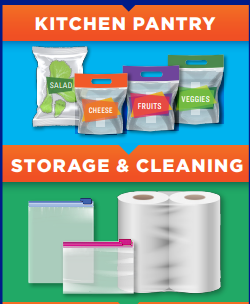 KITCHEN PANTRY
SALAD
CHEESE
FRUITS
VEGGIES
STORAGE & CLEANING